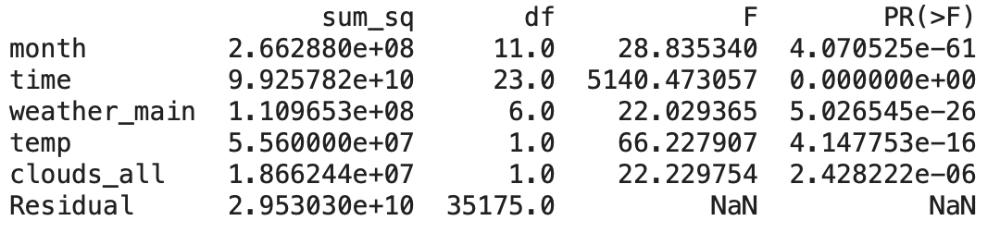 sum_sq df F PR(>F)
month 2.662880e+08 11.0 28.835340 4.070525e−61
time 9.925782e+10 23.0 5140.473057 0.000000e+00
weather_main 1.109653e+08 6.0 22.029365 5.026545e−26
temp 5.560000e+07 1.0 66.227907 4.147753e−16
clouds_all 1.866244e+07 1.0 22.229754 2.428222e−06
Residual 2.953030e+10 35175.0 NaN NaN